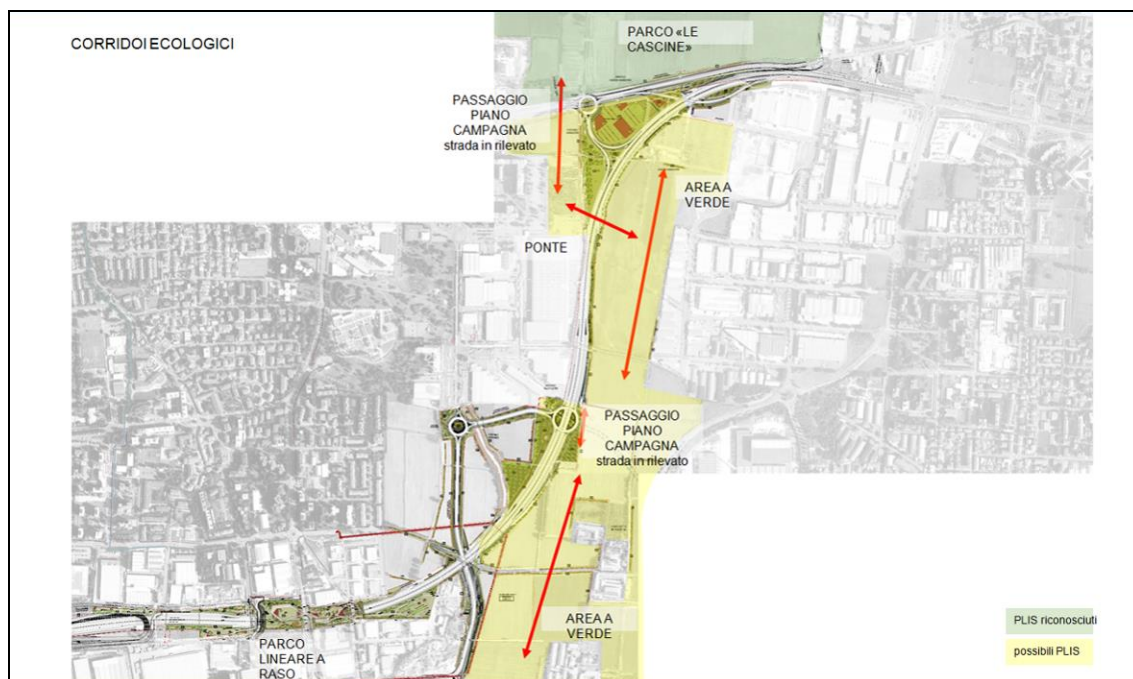 CORRIDOI ECOLOGICI
PARCO «LE
CASCINE»
PASSAGGIO
PIANO
CAMPAGNA
strada in rilevato
AREA A
VERDE
PONTE
PASSAGGIO
PIANO
CAMPAGNA
strada in rilevato
AREA A
VERDE
PARCO
LINEARE A
RASO
PLIS riconosciuti
possibili PLIS